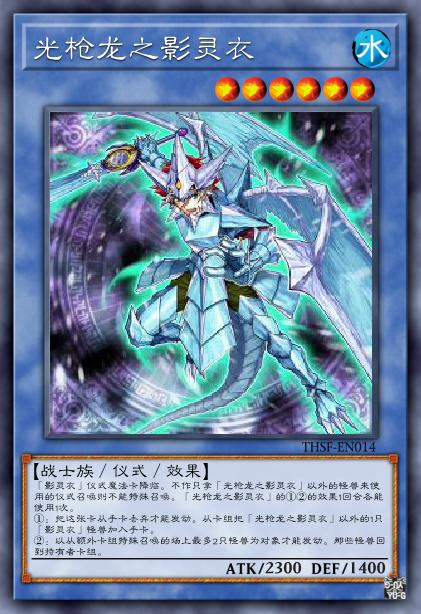 光枪龙之影灵衣
水
THSF-EN014
【战士族/仪式/效果】
「影灵衣」仪式魔法卡降临。不作只拿「光枪龙之影灵衣」以外的怪兽来使
用的仪式召唤则不能特殊召唤。「光枪龙之影灵衣」的①②的效果1回合各能
使用1次。
①：把这张卡从手卡丢弃才能发动。从卡组把「光枪龙之影灵衣」以外的1只
「影灵衣」怪兽加入手卡。
②：以从额外卡组特殊召唤的场上最多2只怪兽为对象才能发动。那些怪兽回
到持有者卡组。
ATK/2300 DEF/1400